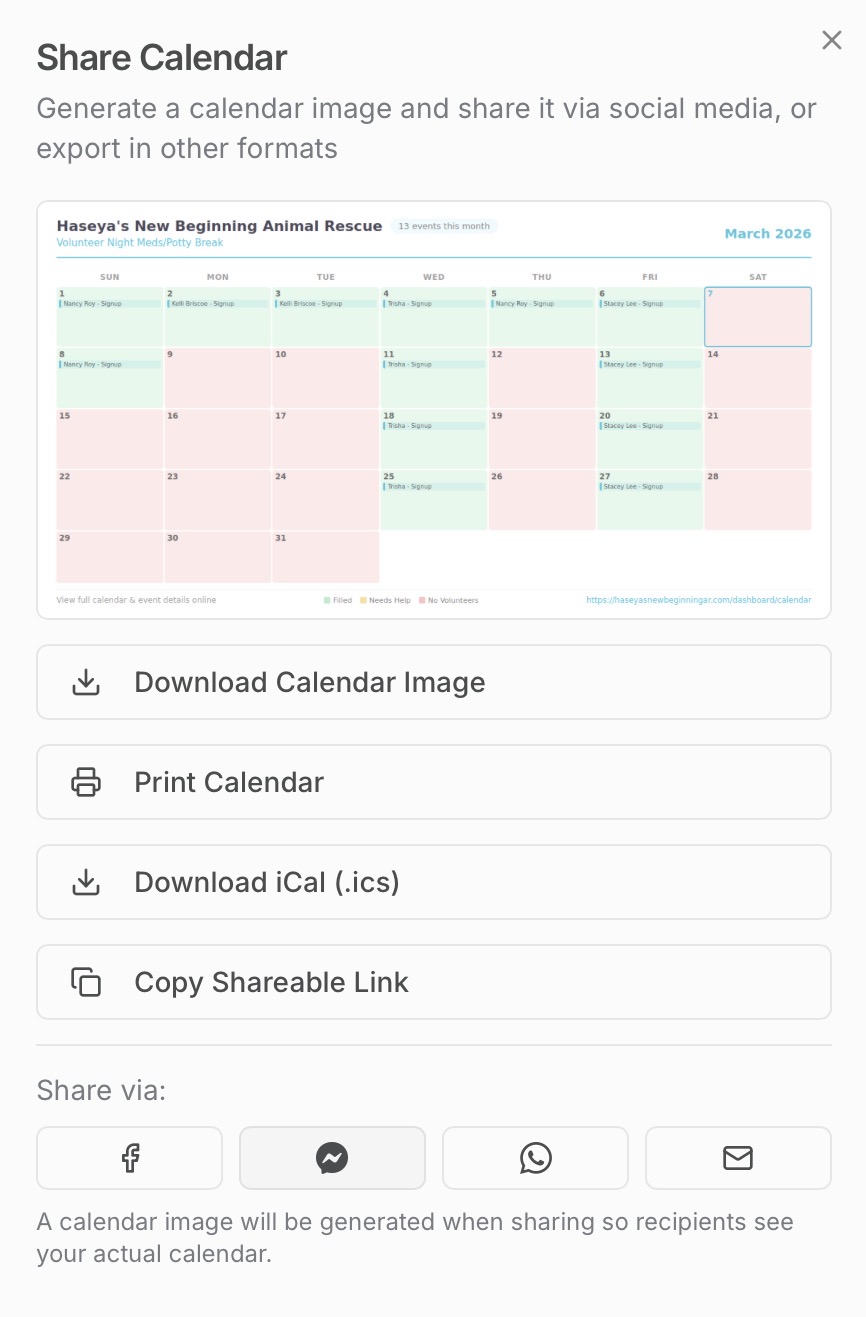 Share Calendar
Generate a calendar image and share it via social media, or
export in other formats
Haseya's New Beginning Animal Rescue 13 events this month
Volunteer Night Meds/Potty Break
March 2026
SUN MON TUE WED THU FRI SAT
1 2 3 4 5 6 7
Nancy Roy - Signup Kelli Briscoe - Signup Kelli Briscoe - Signup Trisha - Signup Nancy Roy - Signup Stacey Lee - Signup
8 9 10 11 12 13 14
Nancy Roy - Signup Trisha - Signup Stacey Lee - Signup
15 16 17 18 19 20 21
Trisha - Signup Stacey Lee - Signup
22 23 24 25 26 27 28
Trisha - Signup Stacey Lee - Signup
29 30 31
View full calendar & event details online Filled Needs Help No Volunteers https://haseyasnewbeginningar.com/dashboard/calendar
Download Calendar Image
Print Calendar
Download iCal (.ics)
Copy Shareable Link
Share via:
A calendar image will be generated when sharing so recipients see
your actual calendar.